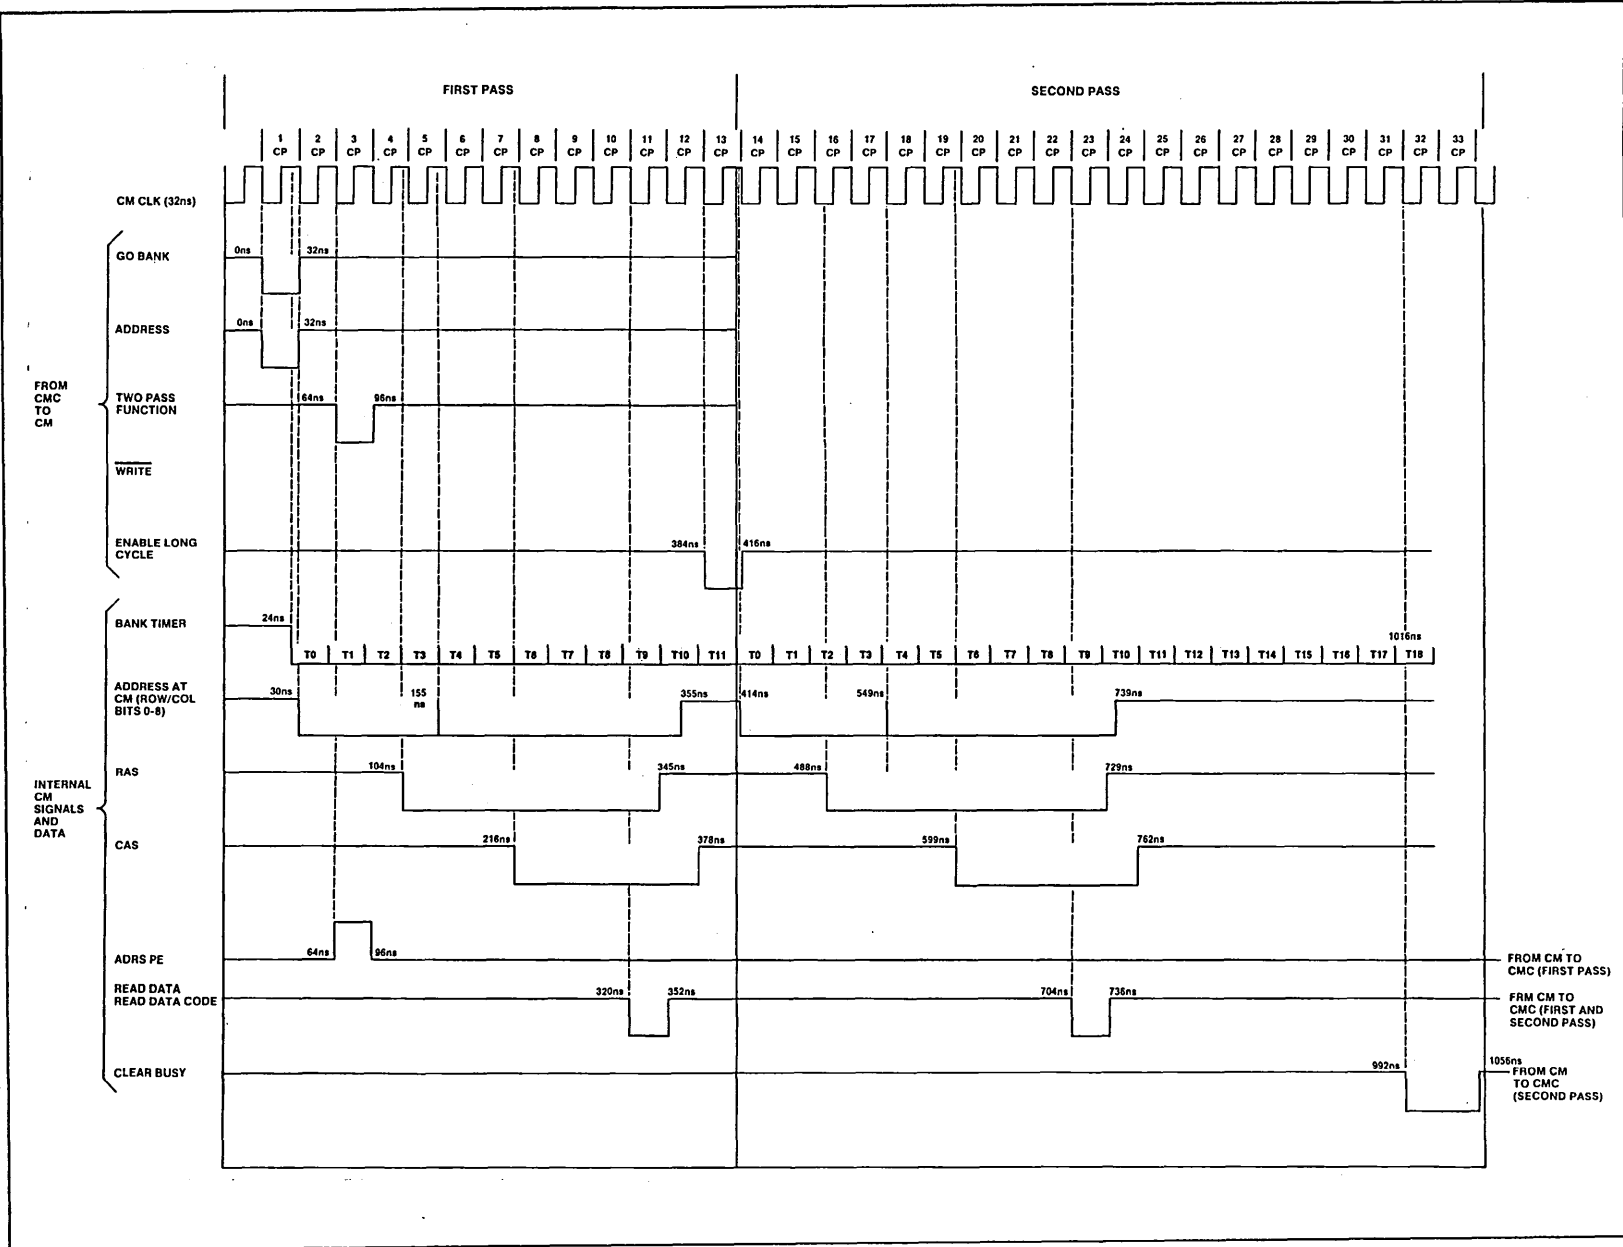 FIRST PASS
SECOND PASS
1 2 3 4 5 6 7 8 9 10 11 12 13 14 15 16 17 18 19 20 21 22 23 24 25 26 27 28 29 30 31 32 33
CP CP CP CP CP CP CP CP CP CP CP CP CP CP CP CP CP CP CP CP CP CP CP CP CP CP CP CP CP CP CP CP CP
CM CLK (32ns)
FROM
CMC
TO
CM
GO BANK
0ns 32ns
ADDRESS
0ns 32ns
TWO PASS
FUNCTION
64ns 96ns
WRITE
ENABLE LONG
CYCLE
384ns 416ns
INTERNAL
CM
SIGNALS
AND
DATA
BANK TIMER
24ns
1016ns
T0 T1 T2 T3 T4 T5 T6 T7 T8 T9 T10 T11 T0 T1 T2 T3 T4 T5 T6 T7 T8 T9 T10 T11 T12 T13 T14 T15 T16 T17 T18
ADDRESS AT
CM (ROW/COL
BITS 0-8)
30ns 155
ns
355ns 414ns 549ns 739ns
RAS
104ns 345ns 488ns 729ns
CAS
216ns 378ns 599ns 762ns
ADRS PE
64ns 96ns
FROM CM TO
CMC (FIRST PASS)
READ DATA
READ DATA CODE
320ns 352ns 704ns 736ns
FRM CM TO
CMC (FIRST AND
SECOND PASS)
CLEAR BUSY
992ns 1056ns
FROM CM
TO CMC
(SECOND PASS)